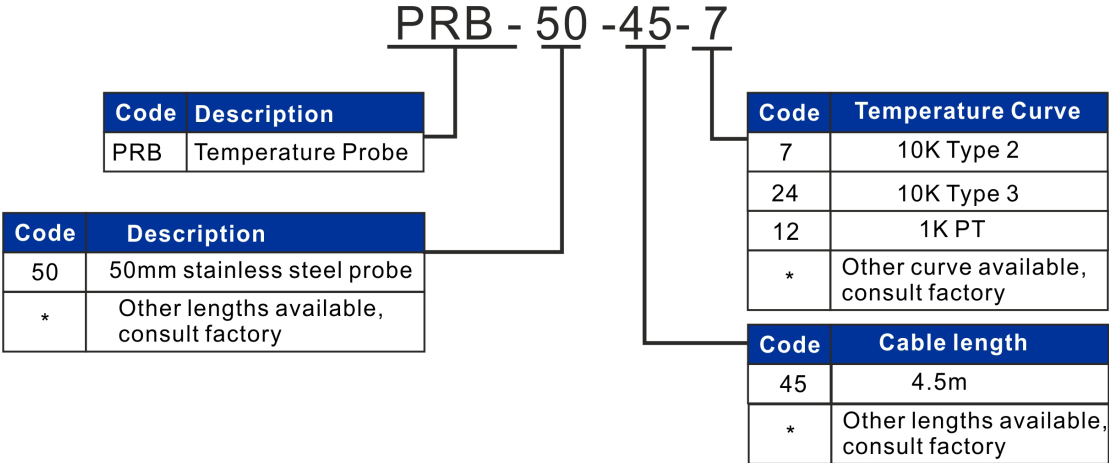 PRB - 50 -45- 7
Code Description
PRB Temperature Probe
Code Description
50 50mm stainless steel probe
* Other lengths available,
consult factory
Code Temperature Curve
7 10K Type 2
24 10K Type 3
12 1K PT
* Other curve available,
consult factory
Code Cable length
45 4.5m
* Other lengths available,
consult factory